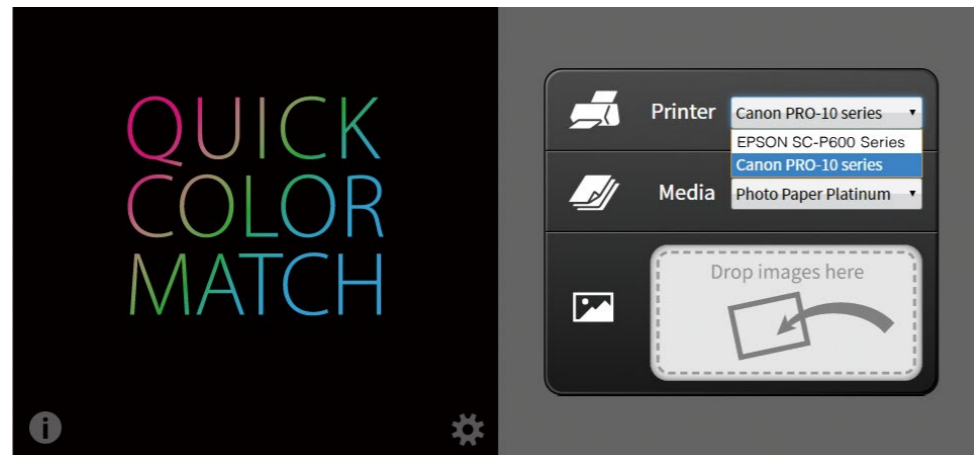 QUICK
COLOR
MATCH
Printer
Canon PRO-10 series
EPSON SC-P600 Series
Canon PRO-10 series
Media
Photo Paper Platinum
Drop images here
i